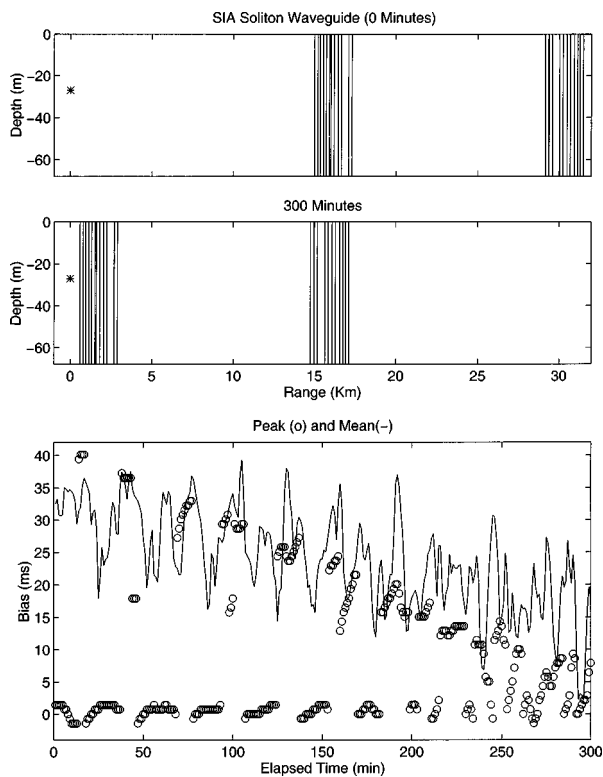 SIA Soliton Waveguide (0 Minutes)
0
−20
−40
−60
Depth (m)
300 Minutes
0
−20
−40
−60
Depth (m)
0 5 10 15 20 25 30
Range (Km)
Peak (o) and Mean(-)
40
35
30
25
20
15
10
5
0
Bias (ms)
0 50 100 150 200 250 300
Elapsed Time (min)